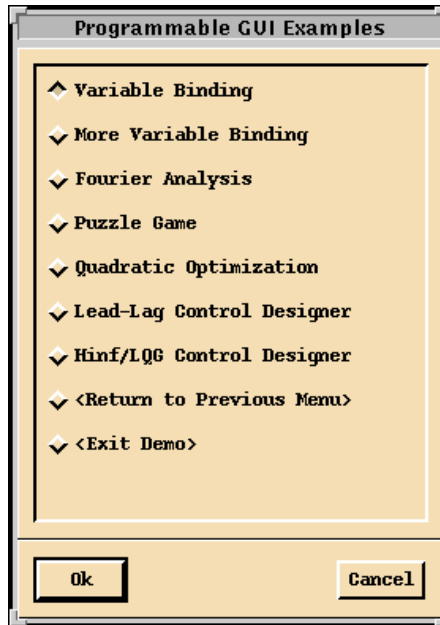 Programmable GUI Examples
Variable Binding
More Variable Binding
Fourier Analysis
Puzzle Game
Quadratic Optimization
Lead-Lag Control Designer
Hinf/LQG Control Designer
<Return to Previous Menu>
<Exit Demo>
Ok
Cancel